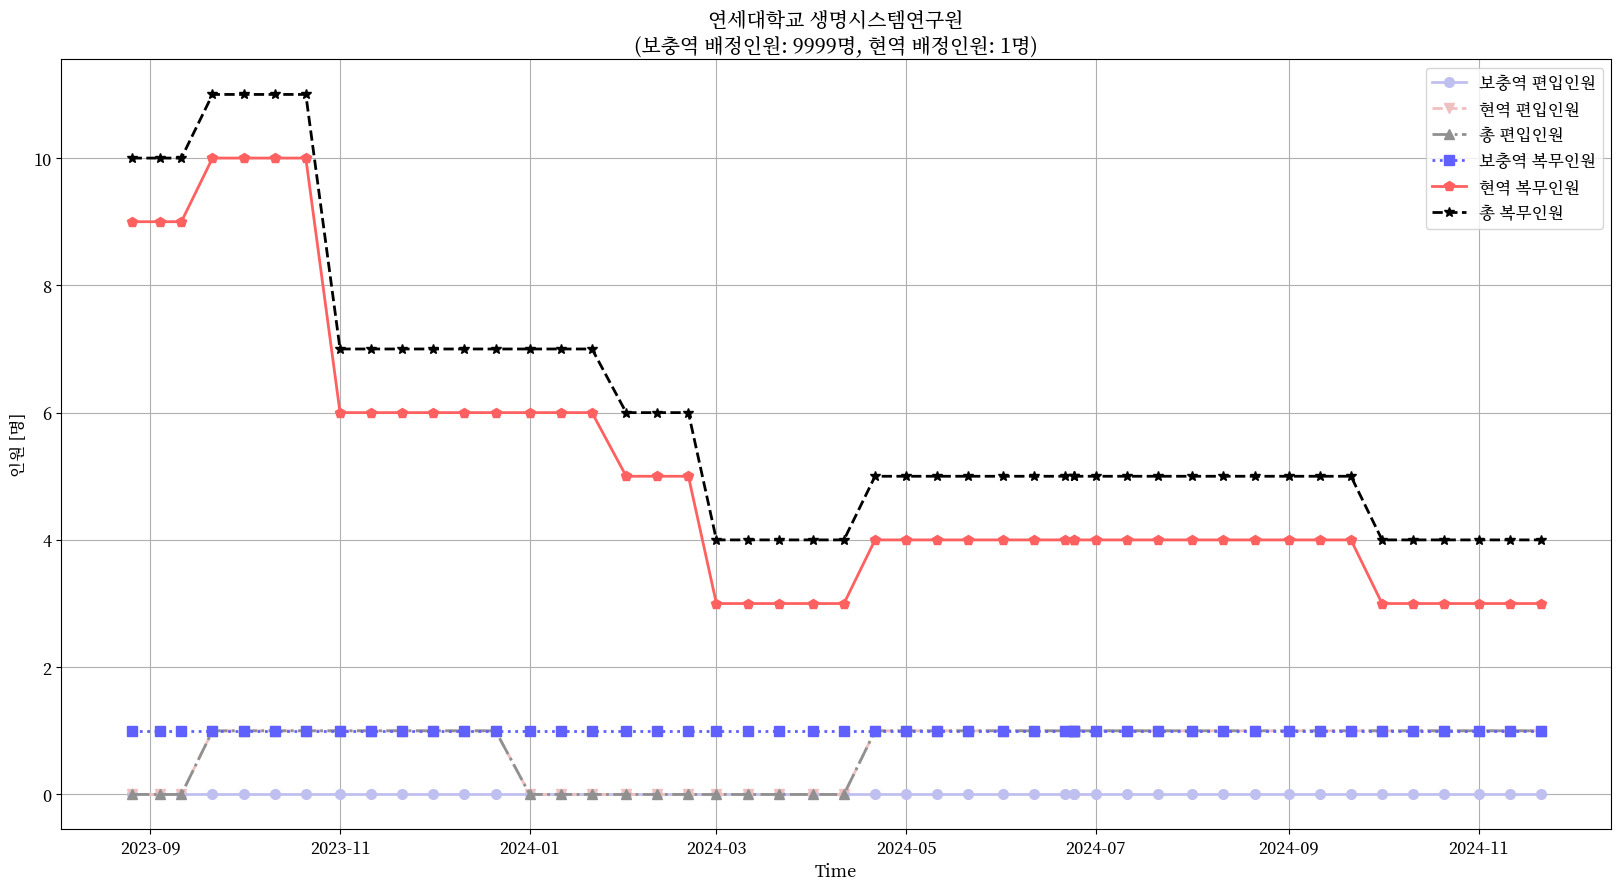 연세대학교 생명시스템연구원
(보충역 배정인원: 9999명, 현역 배정인원: 1명)
보충역 편입인원
현역 편입인원
총 편입인원
보충역 복무인원
현역 복무인원
총 복무인원
인원 [명]
10
8
6
4
2
0
2023-09
2023-11
2024-01
2024-03
2024-05
2024-07
2024-09
2024-11
Time